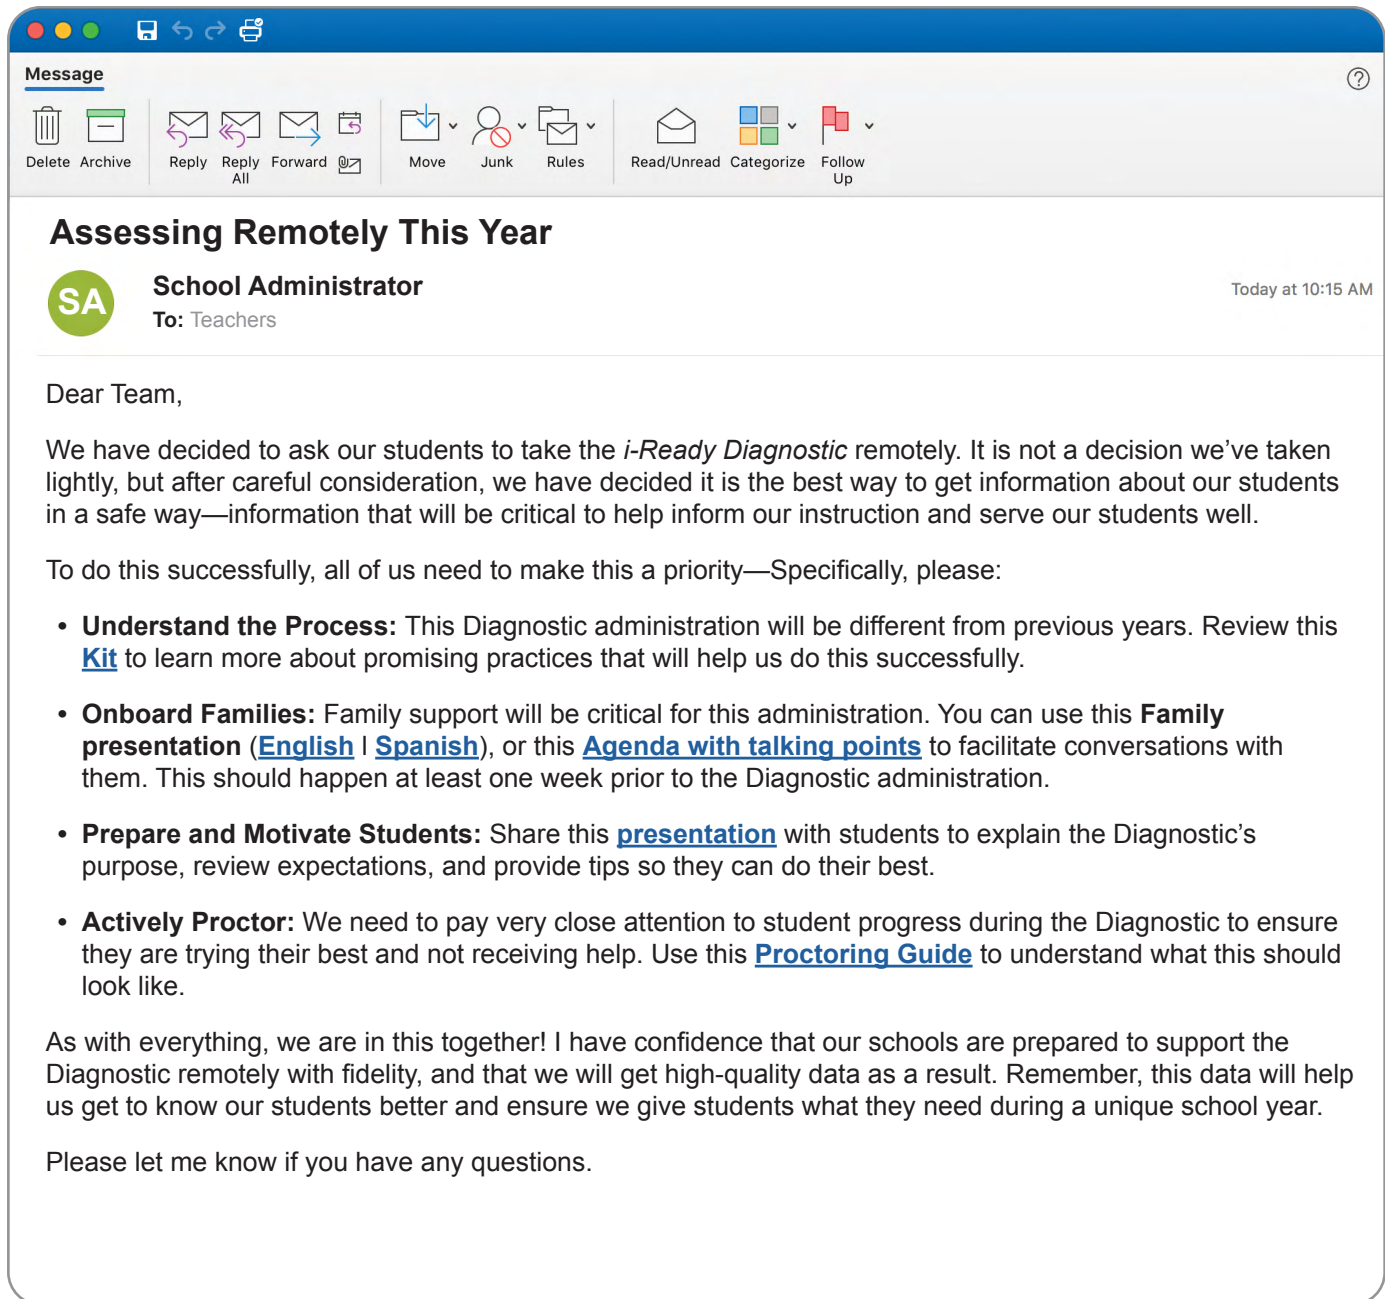 Message
Delete Archive Reply Reply All Forward Move Junk Rules Read/Unread Categorize Follow Up
Assessing Remotely This Year
SA
School Administrator
Today at 10:15 AM
To: Teachers
Dear Team,
We have decided to ask our students to take the i-Ready Diagnostic remotely. It is not a decision we've taken
lightly, but after careful consideration, we have decided it is the best way to get information about our students
in a safe way—information that will be critical to help inform our instruction and serve our students well.
To do this successfully, all of us need to make this a priority—Specifically, please:
• Understand the Process: This Diagnostic administration will be different from previous years. Review this
Kit to learn more about promising practices that will help us do this successfully.
• Onboard Families: Family support will be critical for this administration. You can use this Family
presentation (English | Spanish), or this Agenda with talking points to facilitate conversations with
them. This should happen at least one week prior to the Diagnostic administration.
• Prepare and Motivate Students: Share this presentation with students to explain the Diagnostic's
purpose, review expectations, and provide tips so they can do their best.
• Actively Proctor: We need to pay very close attention to student progress during the Diagnostic to ensure
they are trying their best and not receiving help. Use this Proctoring Guide to understand what this should
look like.
As with everything, we are in this together! I have confidence that our schools are prepared to support the
Diagnostic remotely with fidelity, and that we will get high-quality data as a result. Remember, this data will help
us get to know our students better and ensure we give students what they need during a unique school year.
Please let me know if you have any questions.